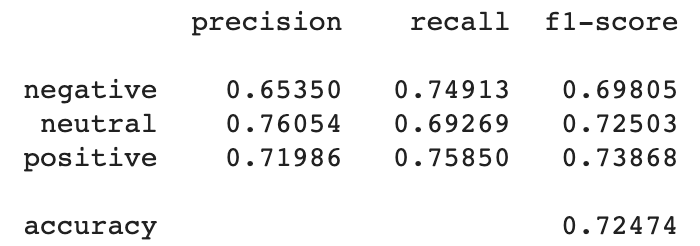 precision recall f1-score
negative 0.65350 0.74913 0.69805
neutral 0.76054 0.69269 0.72503
positive 0.71986 0.75850 0.73868
accuracy 0.72474